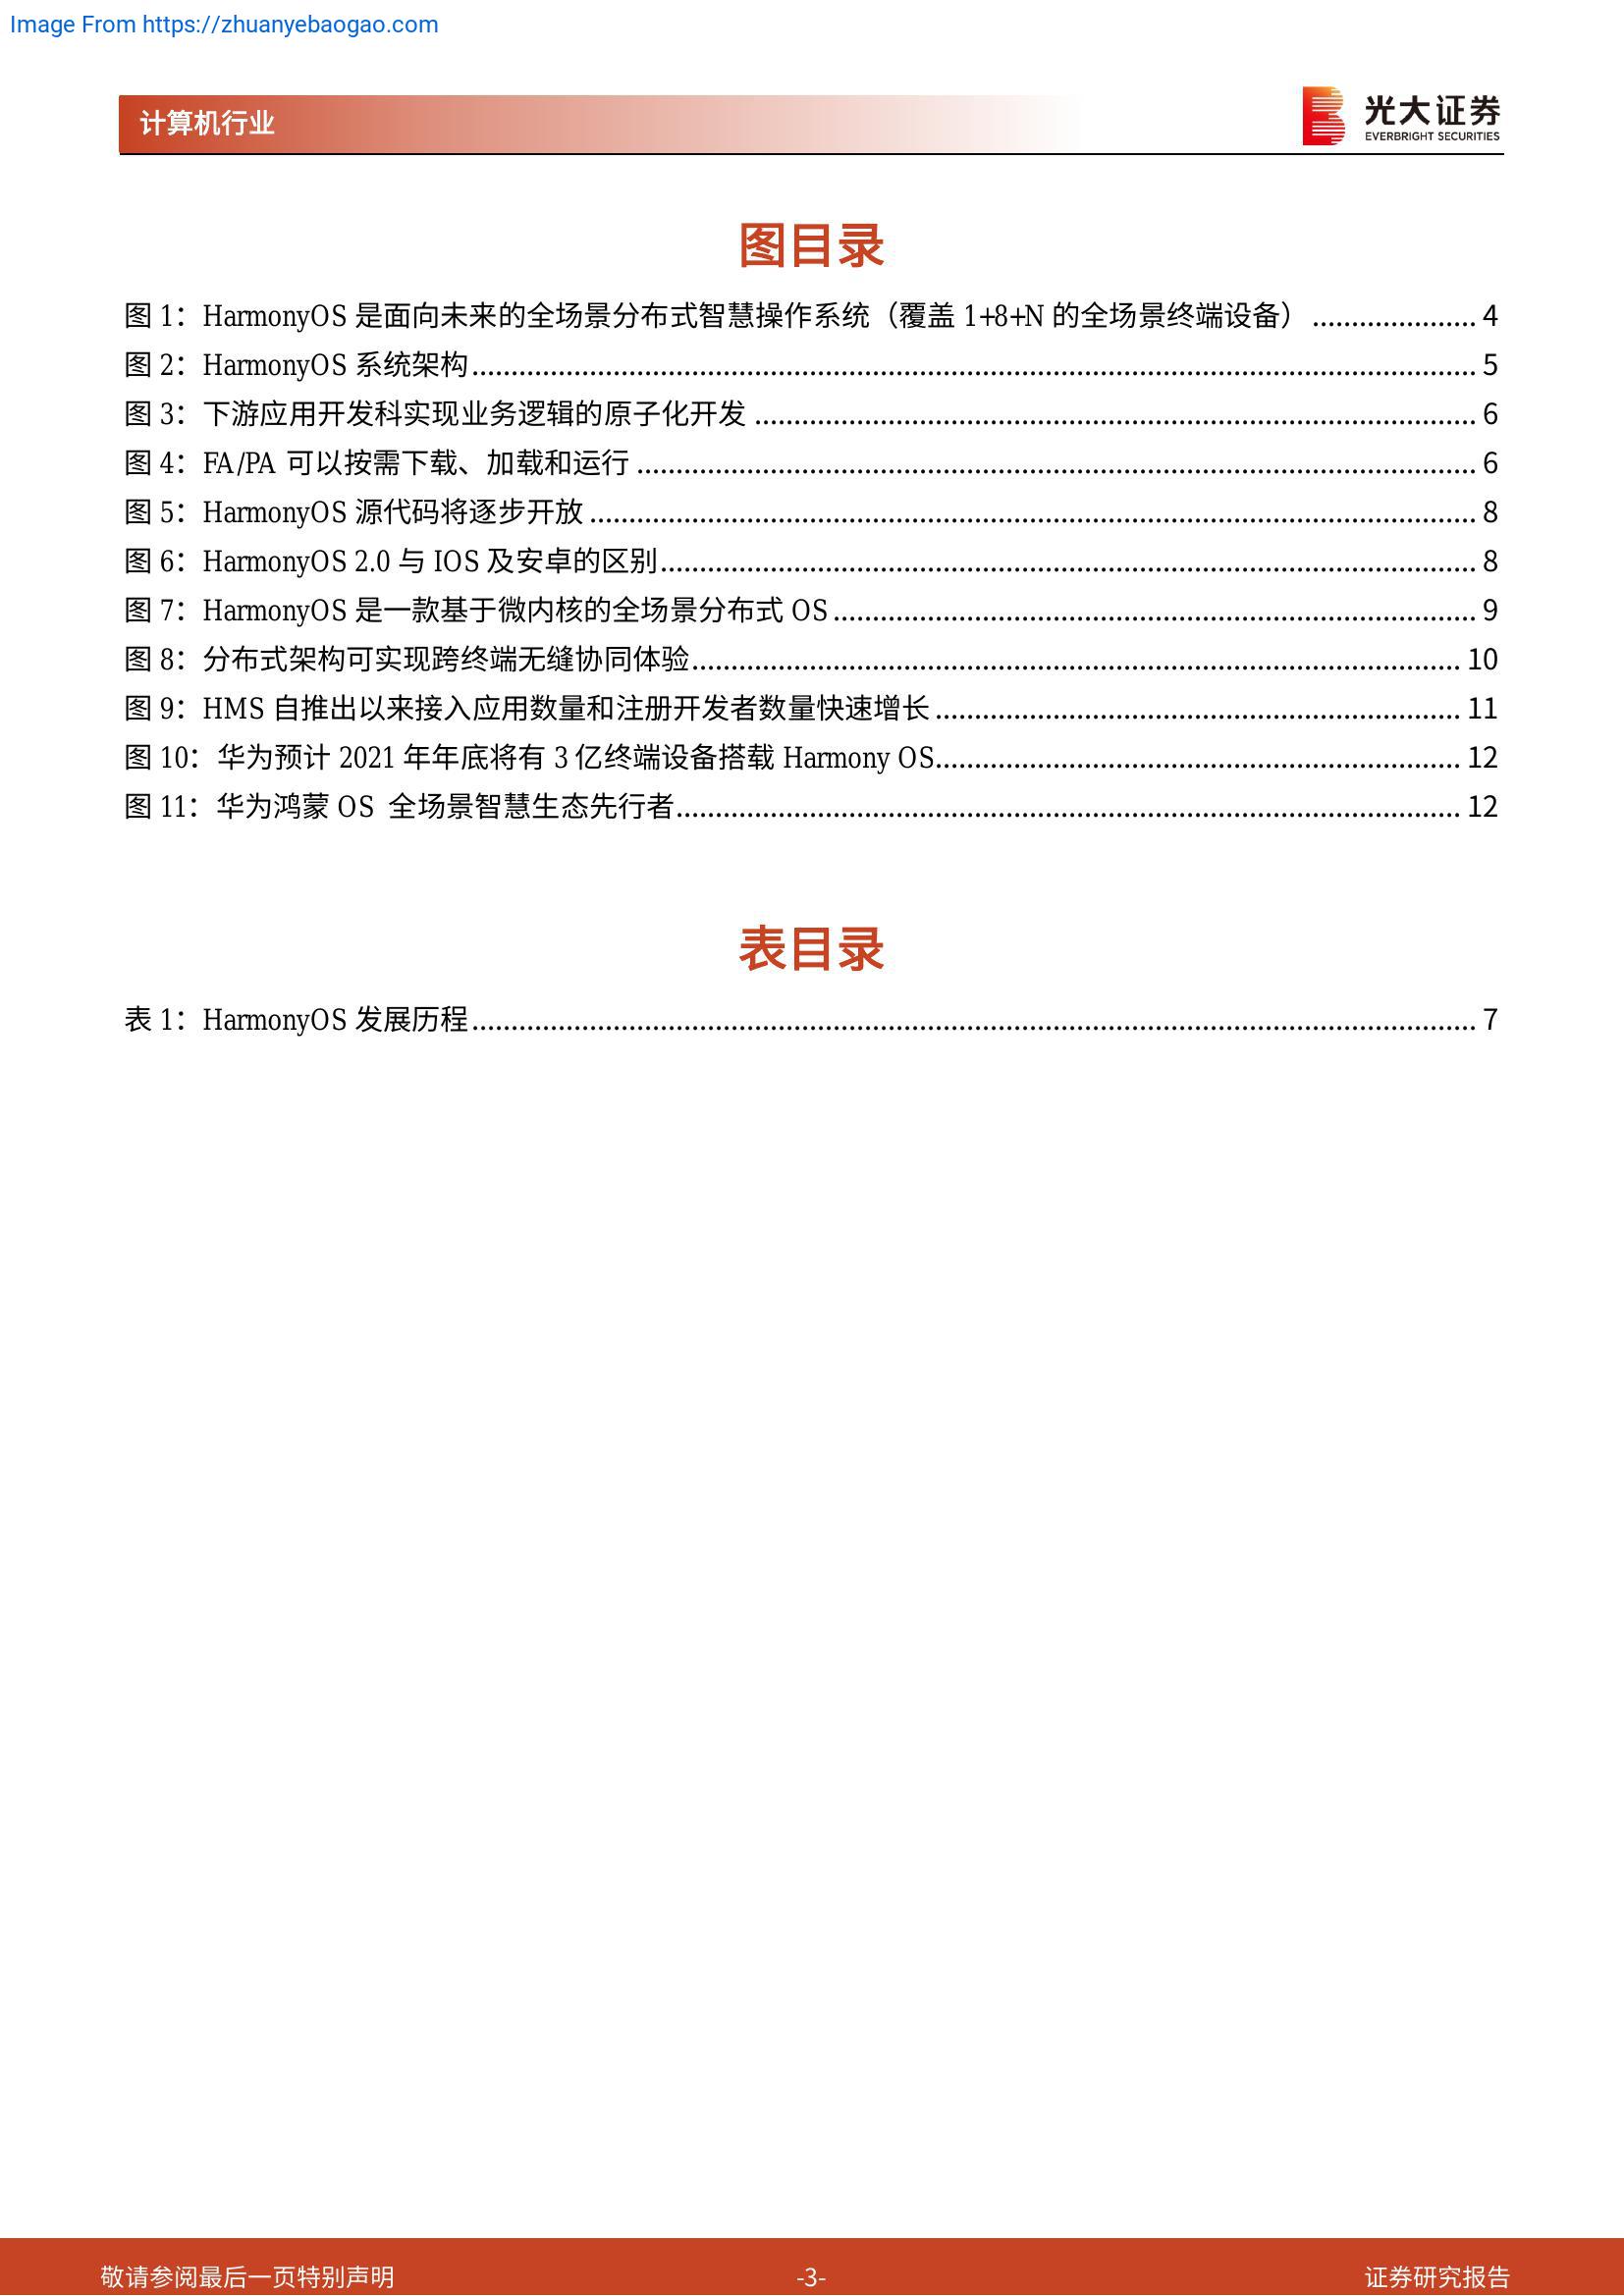 Image From https://zhuanyebaogao.com
计算机行业
光大证券
EVERBRIGHT SECURITIES
图目录
图 1：HarmonyOS 是面向未来的全场景分布式智慧操作系统（覆盖 1+8+N 的全场景终端设备）..................... 4
图 2：HarmonyOS 系统架构................................................................................................................................ 5
图 3：下游应用开发科实现业务逻辑的原子化开发 ............................................................................................ 6
图 4：FA/PA 可以按需下载、加载和运行 ........................................................................................................... 6
图 5：HarmonyOS 源代码将逐步开放 ................................................................................................................. 8
图 6：HarmonyOS 2.0 与 IOS 及安卓的区别........................................................................................................ 8
图 7：HarmonyOS 是一款基于微内核的全场景分布式 OS .................................................................................. 9
图 8：分布式架构可实现跨终端无缝协同体验.................................................................................................. 10
图 9：HMS 自推出以来接入应用数量和注册开发者数量快速增长 ................................................................... 11
图 10：华为预计 2021 年年底将有 3 亿终端设备搭载 Harmony OS................................................................... 12
图 11：华为鸿蒙 OS 全场景智慧生态先行者.................................................................................................... 12
表目录
表 1：HarmonyOS 发展历程................................................................................................................................ 7
敬请参阅最后一页特别声明
-3-
证券研究报告